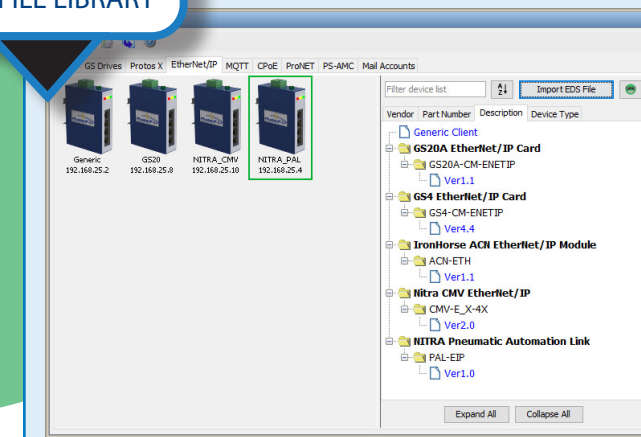 FILE LIBRARY
GS Drives Protos X EtherNet/IP MQTT CPoE ProNET PS-AMC Mail Accounts
Filter device list
A Z
Import EDS File
Vendor Part Number Description Device Type
Generic Client
GS20A EtherNet/IP Card
GS20A-CM-ENETIP
Ver1.1
GS4 EtherNet/IP Card
GS4-CM-ENETIP
Ver4.4
IronHorse ACN EtherNet/IP Module
ACN-ETH
Ver1.1
Nitra CMV EtherNet/IP
CMV-E_X-4X
Ver2.0
NITRA Pneumatic Automation Link
PAL-EIP
Ver1.0
Expand All Collapse All
Generic GS20 NITRA_CMV NITRA_PAL
192.168.25.2 192.168.25.8 192.168.25.10 192.168.25.4